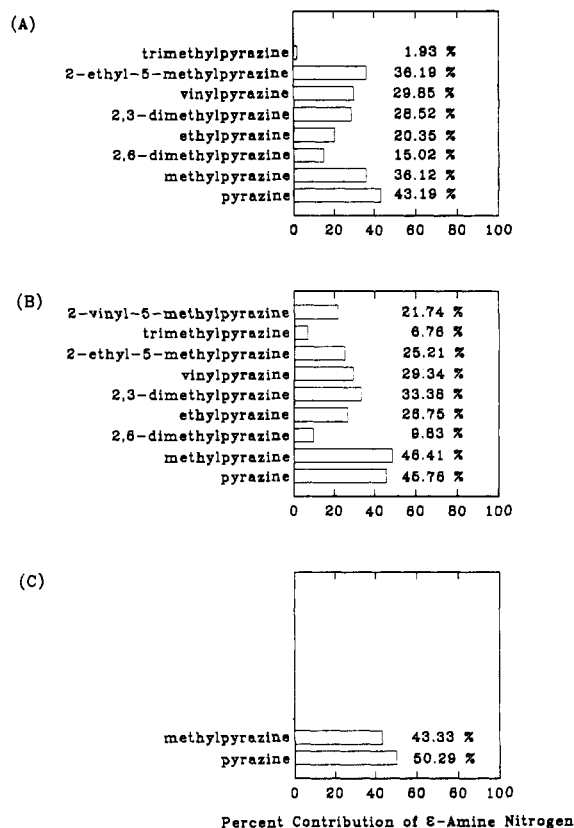 (A)
trimethylpyrazine 1.93 %
2-ethyl-5-methylpyrazine 36.19 %
vinylpyrazine 29.85 %
2,3-dimethylpyrazine 28.52 %
ethylpyrazine 20.35 %
2,6-dimethylpyrazine 15.02 %
methylpyrazine 36.12 %
pyrazine 43.19 %
0 20 40 60 80 100
(B)
2-vinyl-5-methylpyrazine 21.74 %
trimethylpyrazine 6.76 %
2-ethyl-5-methylpyrazine 25.21 %
vinylpyrazine 29.34 %
2,3-dimethylpyrazine 33.38 %
ethylpyrazine 26.75 %
2,6-dimethylpyrazine 9.83 %
methylpyrazine 48.41 %
pyrazine 45.76 %
0 20 40 60 80 100
(C)
methylpyrazine 43.33 %
pyrazine 50.29 %
0 20 40 60 80 100
Percent Contribution of ε-Amine Nitrogen